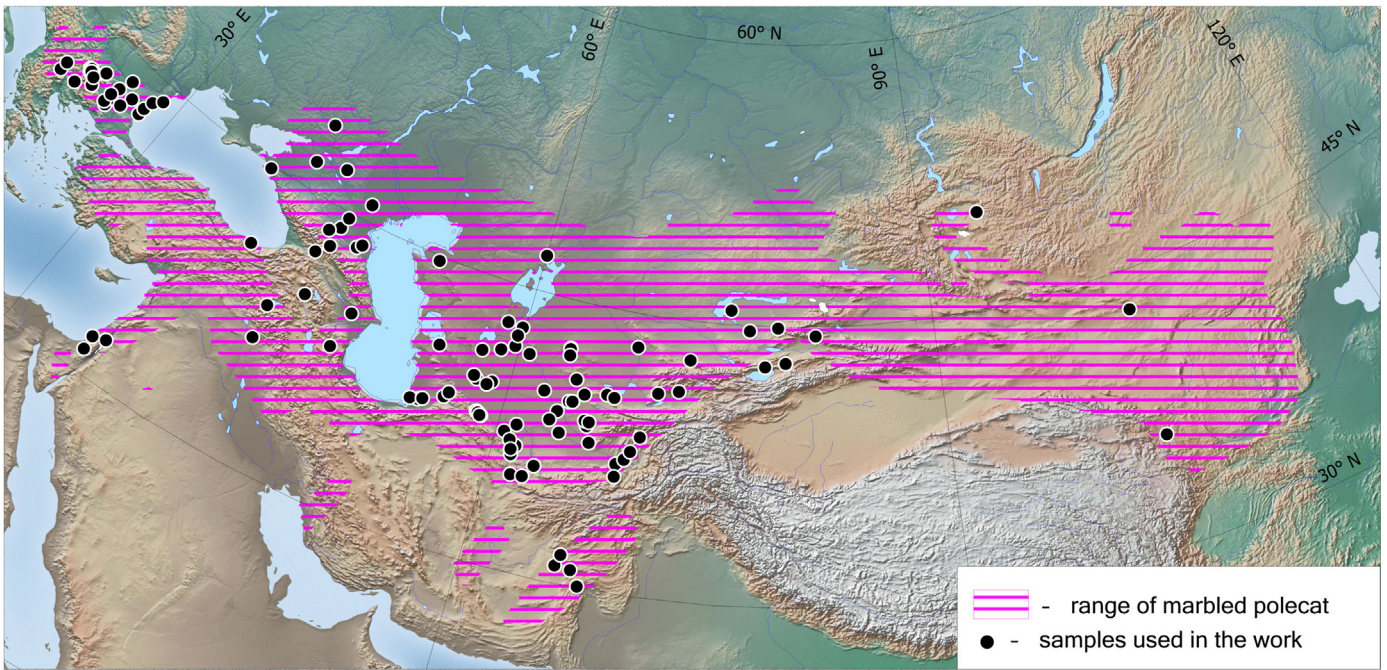 30° E
60° E
60° N
90° E
120° E
45° N
30° N
- range of marbled polecat
- samples used in the work